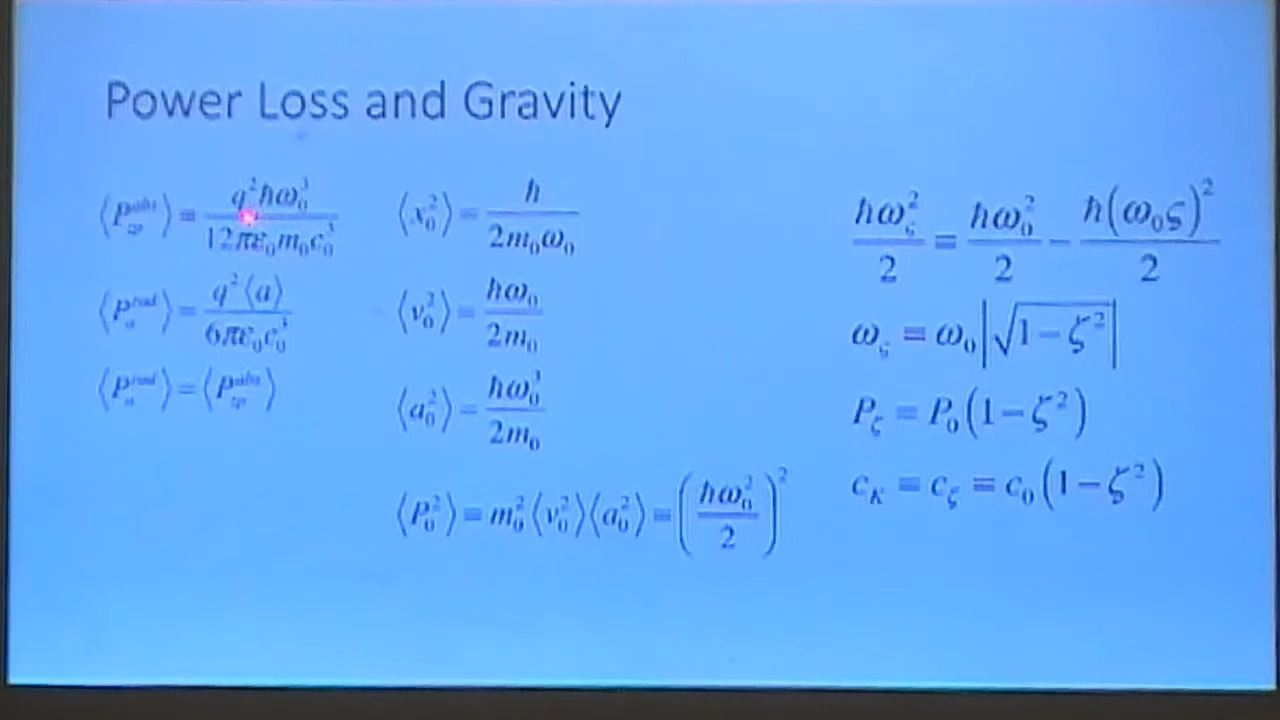 Power Loss and Gravity
⟨P_zp^abs⟩ = q²ħω₀³ / 12πε₀m₀c₀³
⟨P_a^rad⟩ = q²⟨a⟩ / 6πε₀c₀³
⟨P_a^rad⟩ = ⟨P_zp^abs⟩
⟨x₀²⟩ = ħ / 2m₀ω₀
⟨v₀²⟩ = ħω₀ / 2m₀
⟨a₀²⟩ = ħω₀³ / 2m₀
⟨P₀²⟩ = m₀²⟨v₀²⟩⟨a₀²⟩ = (ħω₀² / 2)²
ħω_ς² / 2 = ħω₀² / 2 − ħ(ω₀ς)² / 2
ω_ς = ω₀|√(1 − ζ²)|
P_ζ = P₀(1 − ζ²)
c_K = c_ζ = c₀(1 − ζ²)